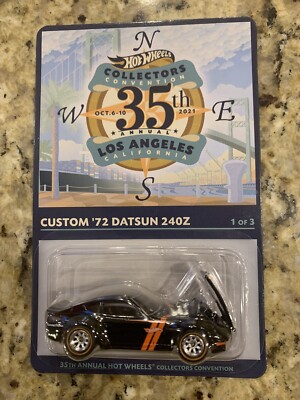 N
HOT WHEELS
COLLECTORS
CONVENTION
W OCT. 6-10 35th 2021 E
ANNUAL
LOS ANGELES
CALIFORNIA
S
CUSTOM '72 DATSUN 240Z 1 of 3
35TH ANNUAL HOT WHEELS® COLLECTORS CONVENTION